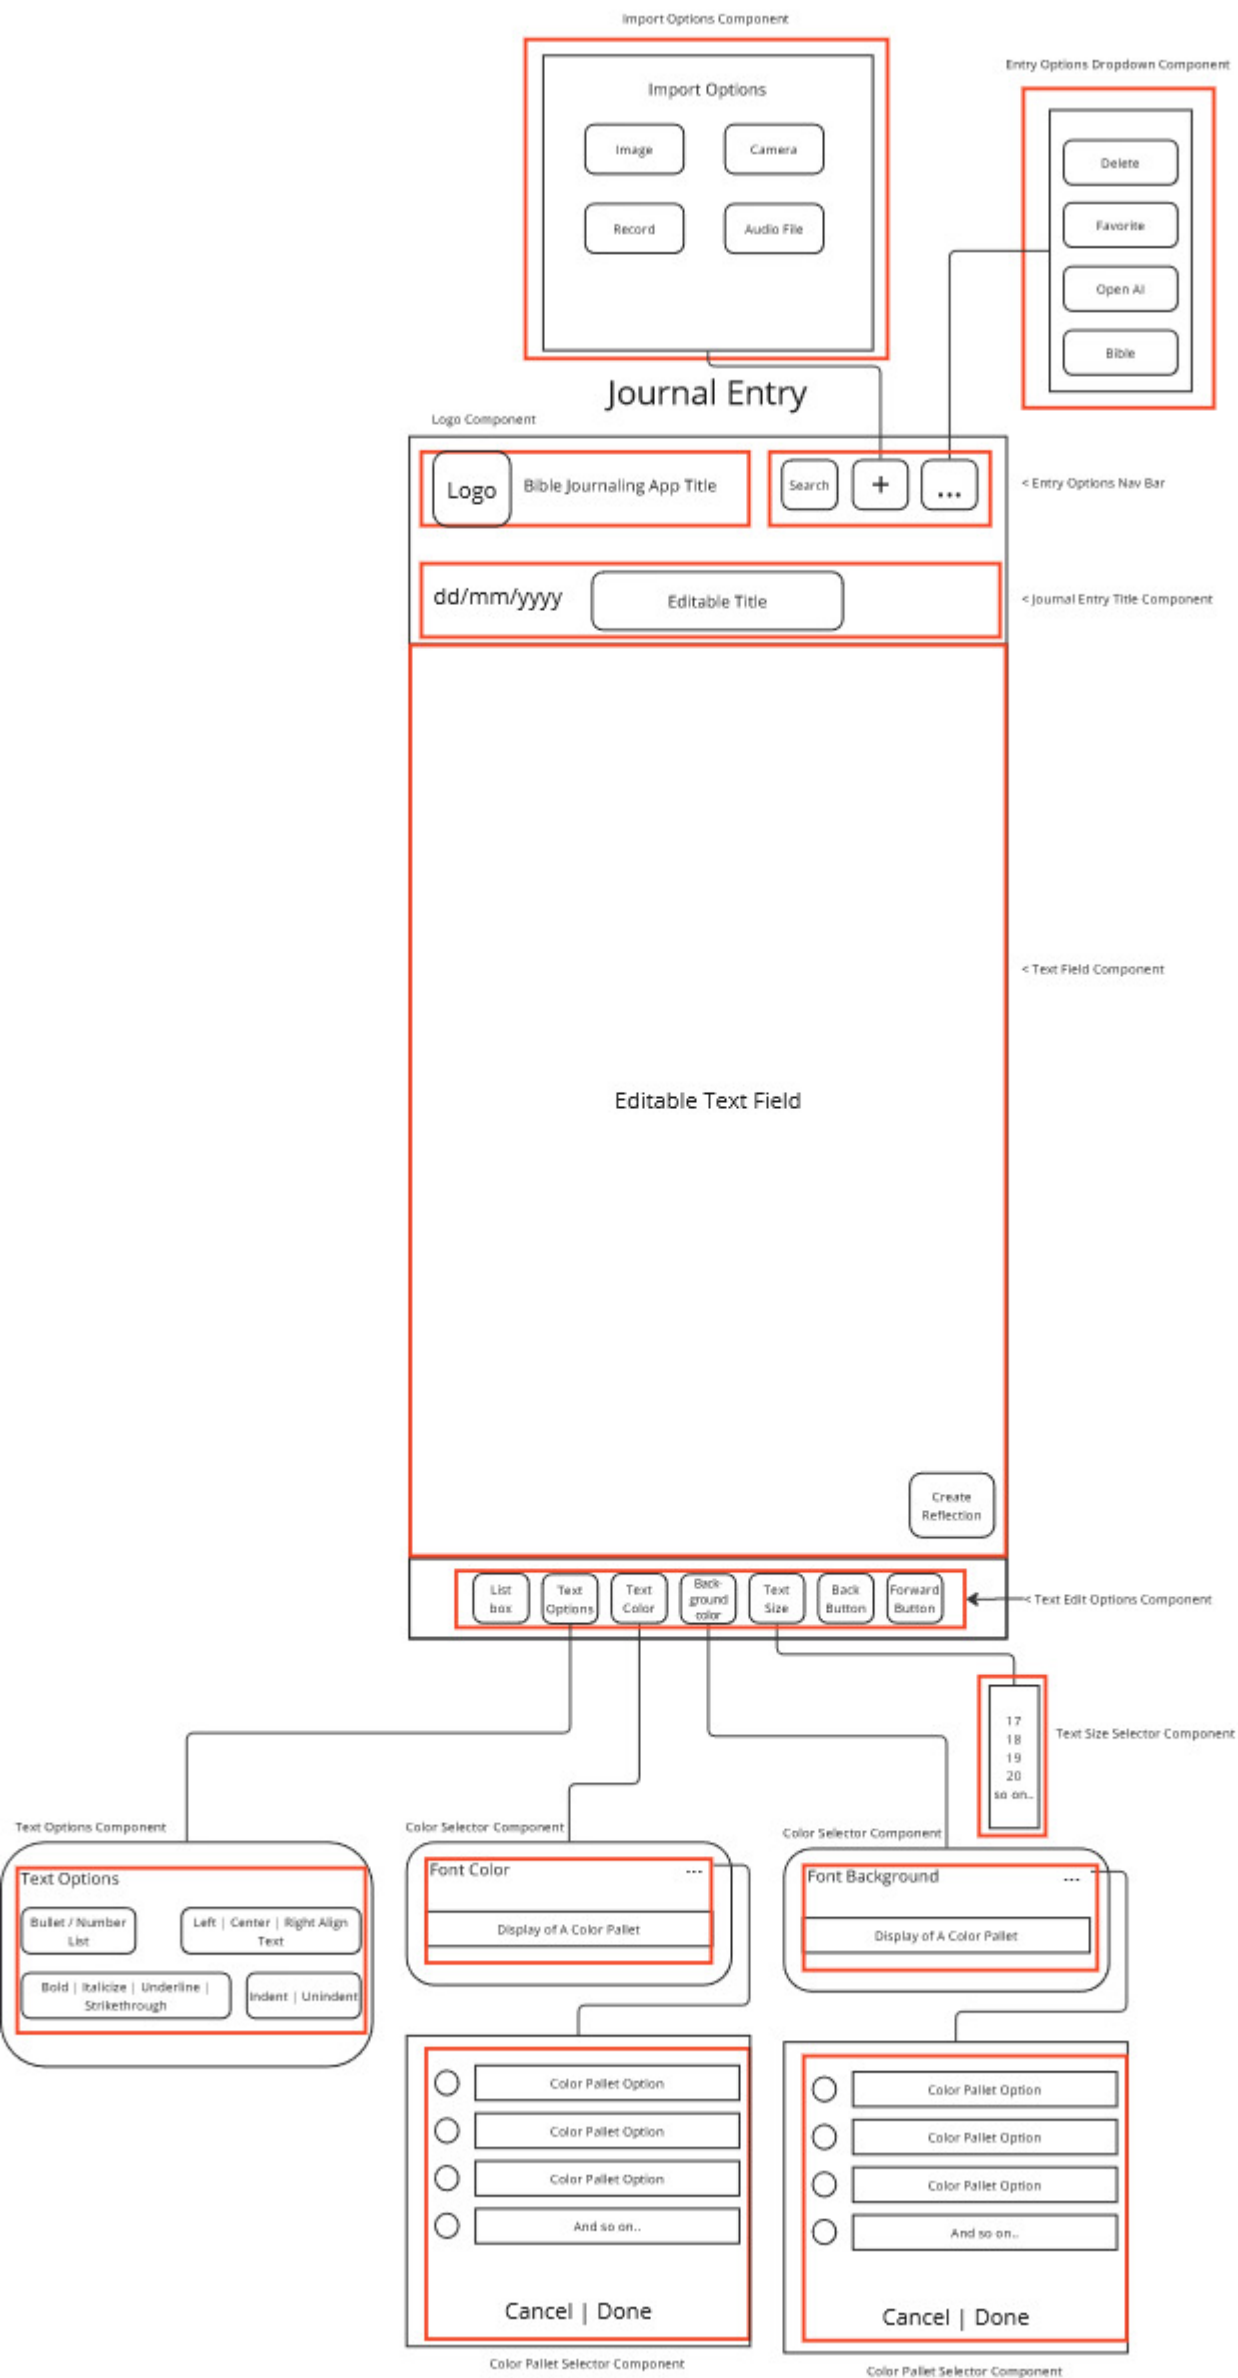 Import Options Component
Import Options
Image
Camera
Record
Audio File
Entry Options Dropdown Component
Delete
Favorite
Open AI
Bible
Journal Entry
Logo Component
Logo
Bible Journaling App Title
Search
+
...
< Entry Options Nav Bar
dd/mm/yyyy
Editable Title
< Journal Entry Title Component
< Text Field Component
Editable Text Field
Create
Reflection
List
box
Text
Options
Text
Color
Back-
ground
color
Text
Size
Back
Button
Forward
Button
< Text Edit Options Component
17
18
19
20
so on..
Text Size Selector Component
Text Options Component
Text Options
Bullet / Number
List
Left | Center | Right Align
Text
Bold | Italicize | Underline |
Strikethrough
Indent | Unindent
Color Selector Component
Font Color
---
Display of A Color Pallet
Color Selector Component
Font Background
---
Display of A Color Pallet
Color Pallet Option
Color Pallet Option
Color Pallet Option
And so on..
Cancel | Done
Color Pallet Selector Component
Color Pallet Option
Color Pallet Option
Color Pallet Option
And so on..
Cancel | Done
Color Pallet Selector Component